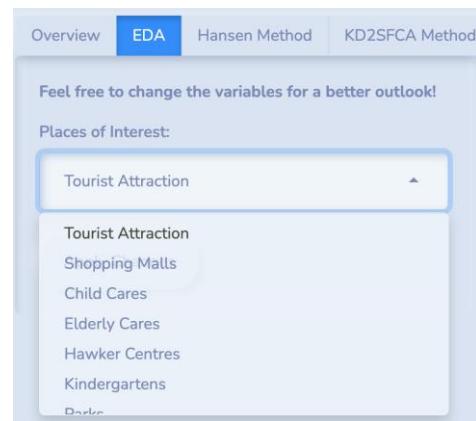 Overview EDA Hansen Method KD2SFCA Method
Feel free to change the variables for a better outlook!
Places of Interest:
Tourist Attraction
Tourist Attraction
Shopping Malls
Child Cares
Elderly Cares
Hawker Centres
Kindergartens
Parks